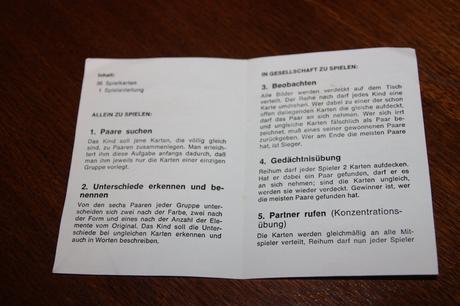 Inhalt:
36 Spielkarten
1 Spielanleitung
ALLEIN ZU SPIELEN:
1. Paare suchen
Das Kind soll jene Karten, die völlig gleich
sind, zu Paaren zusammenlegen. Man erleich-
tert ihm diese Aufgabe anfangs dadurch, daß
man ihm jeweils nur die Karten einer einzigen
Gruppe vorlegt.
2. Unterschiede erkennen und be-
nennen
Von den sechs Paaren jeder Gruppe unter-
scheiden sich zwei nach der Farbe, zwei nach
der Form und eines nach der Anzahl der Ele-
mente vom Original. Das Kind soll die Unter-
schiede bei ungleichen Karten erkennen und
auch in Worten beschreiben.
IN GESELLSCHAFT ZU SPIELEN:
3. Beobachten
Alle Bilder werden verdeckt auf dem Tisch
verteilt. Der Reihe nach darf jedes Kind eine
Karte umdrehen. Wer dabei zu einer der schon
offen daliegenden Karten die gleiche aufdeckt,
darf das Paar an sich nehmen. Wer sich irrt
und ungleiche Karten fälschlich als Paar be-
zeichnet, muß eines seiner gewonnenen Paare
zurückgeben. Wer am Ende die meisten Paare
hat, ist Sieger.
4. Gedächtnisübung
Reihum darf jeder Spieler 2 Karten aufdecken.
Hat er dabei ein Paar gefunden, darf er es
an sich nehmen; sind die Karten ungleich,
werden sie wieder verdeckt. Gewinner ist, wer
die meisten Paare gefunden hat.
5. Partner rufen (Konzentrations-
übung)
Die Karten werden gleichmäßig an alle Mit-
spieler verteilt, Reihum darf nun jeder Spieler